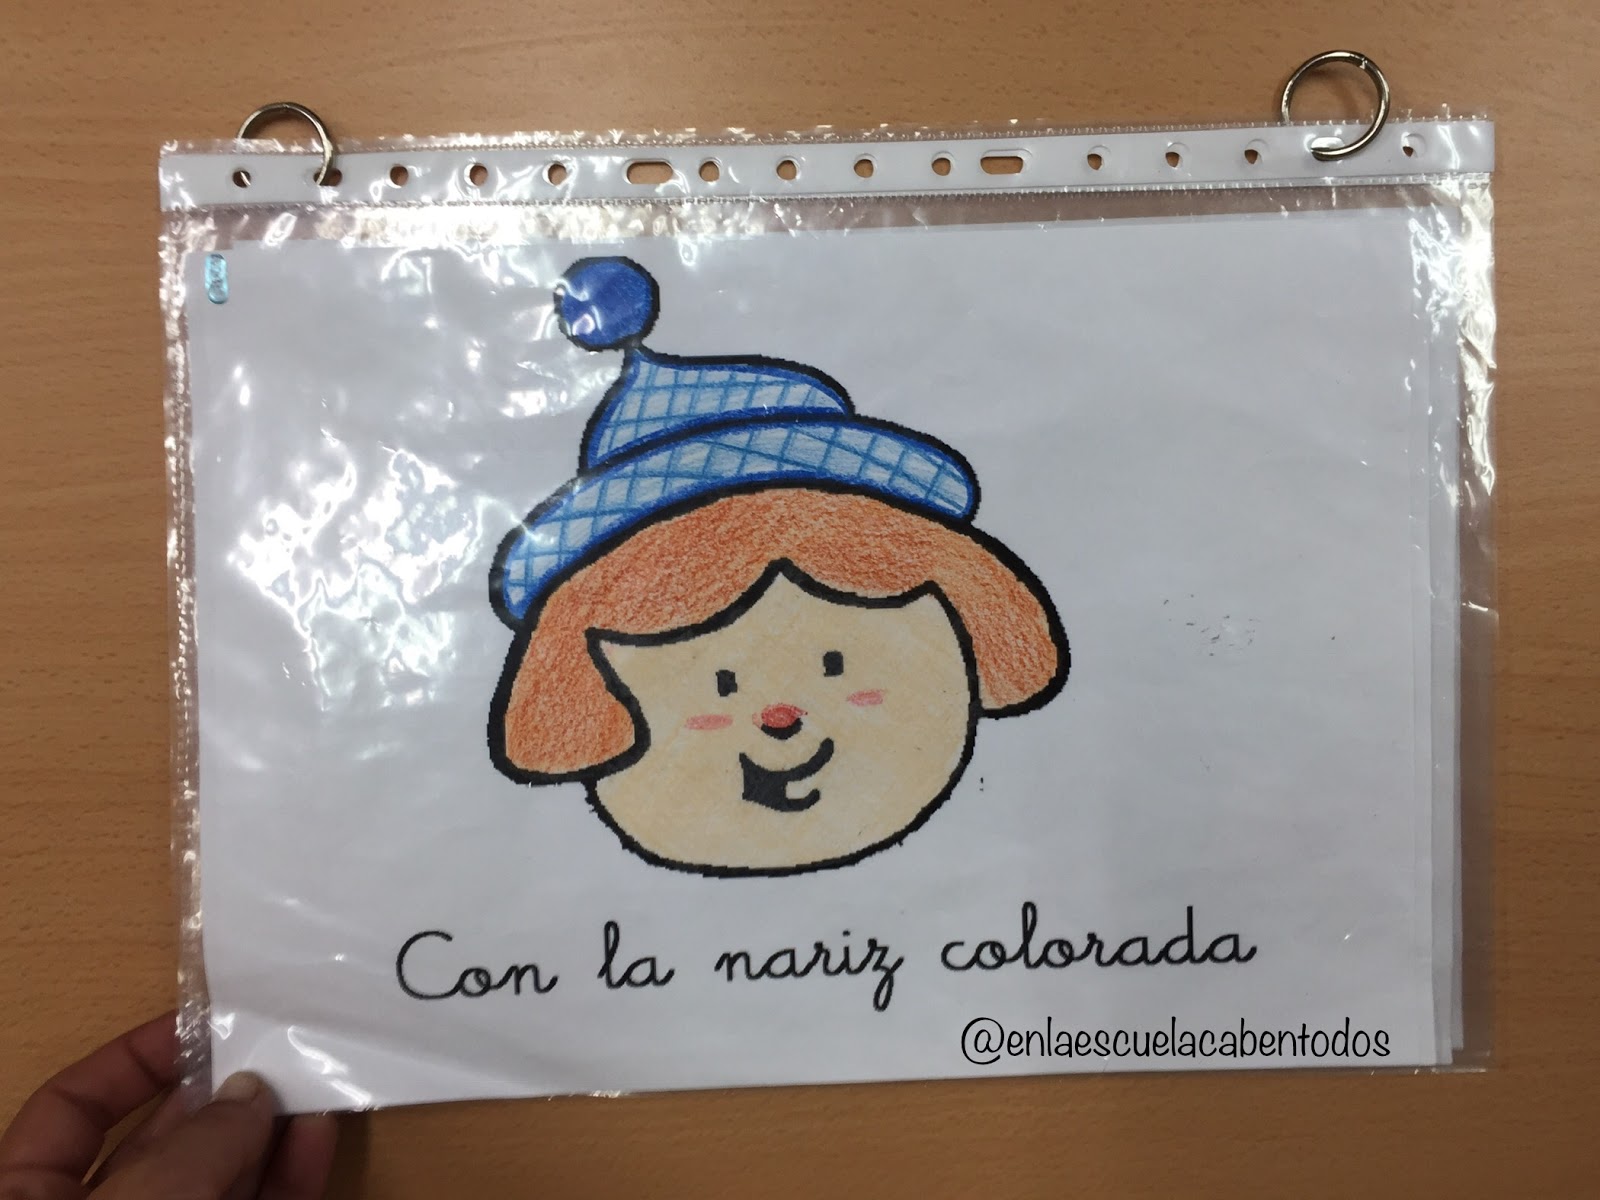 Con la nariz colorada
@enlaescuelacabentodos